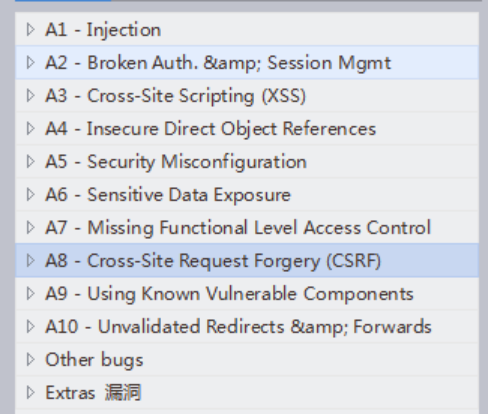 A1 - Injection
A2 - Broken Auth. &amp; Session Mgmt
A3 - Cross-Site Scripting (XSS)
A4 - Insecure Direct Object References
A5 - Security Misconfiguration
A6 - Sensitive Data Exposure
A7 - Missing Functional Level Access Control
A8 - Cross-Site Request Forgery (CSRF)
A9 - Using Known Vulnerable Components
A10 - Unvalidated Redirects &amp; Forwards
Other bugs
Extras 漏洞